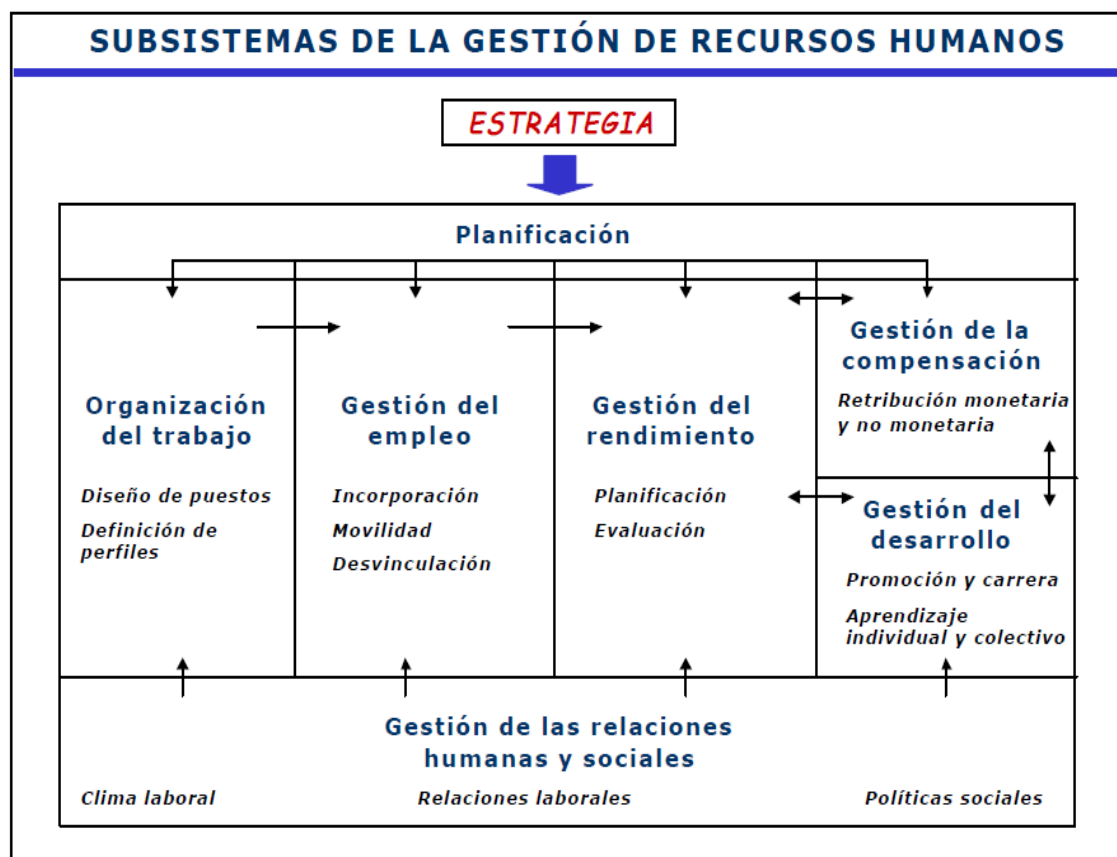 SUBSISTEMAS DE LA GESTIÓN DE RECURSOS HUMANOS
ESTRATEGIA
Planificación
Organización
del trabajo
Diseño de puestos
Definición de
perfiles
Gestión del
empleo
Incorporación
Movilidad
Desvinculación
Gestión del
rendimiento
Planificación
Evaluación
Gestión de la
compensación
Retribución monetaria
y no monetaria
Gestión del
desarrollo
Promoción y carrera
Aprendizaje
individual y colectivo
Gestión de las relaciones
humanas y sociales
Clima laboral
Relaciones laborales
Políticas sociales